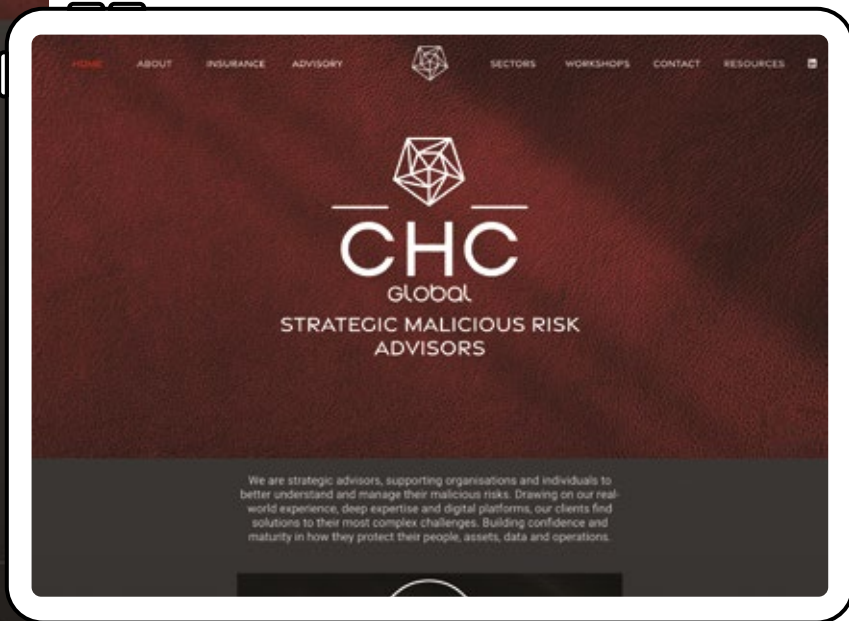 HOME ABOUT INSURANCE ADVISORY SECTORS WORKSHOPS CONTACT RESOURCES
CHC
Global
STRATEGIC MALICIOUS RISK
ADVISORS
We are strategic advisors, supporting organisations and individuals to
better understand and manage their malicious risks. Drawing on our real-
world experience, deep expertise and digital platforms, our clients find
solutions to their most complex challenges. Building confidence and
maturity in how they protect their people, assets, data and operations.